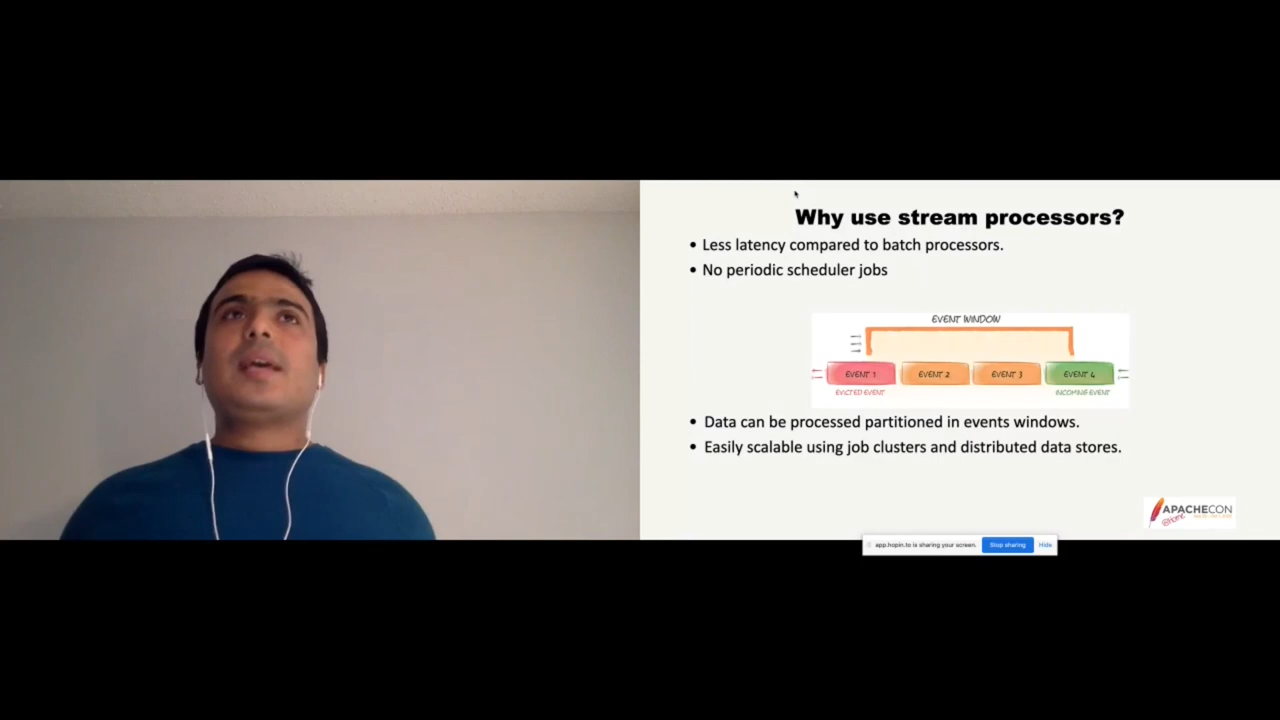 Why use stream processors?
• Less latency compared to batch processors.
• No periodic scheduler jobs
EVENT WINDOW
EVENT 1 EVENT 2 EVENT 3 EVENT 4
EVICTED EVENT INCOMING EVENT
• Data can be processed partitioned in events windows.
• Easily scalable using job clusters and distributed data stores.
APACHECON
@Home
app.hopin.to is sharing your screen. Stop sharing Hide